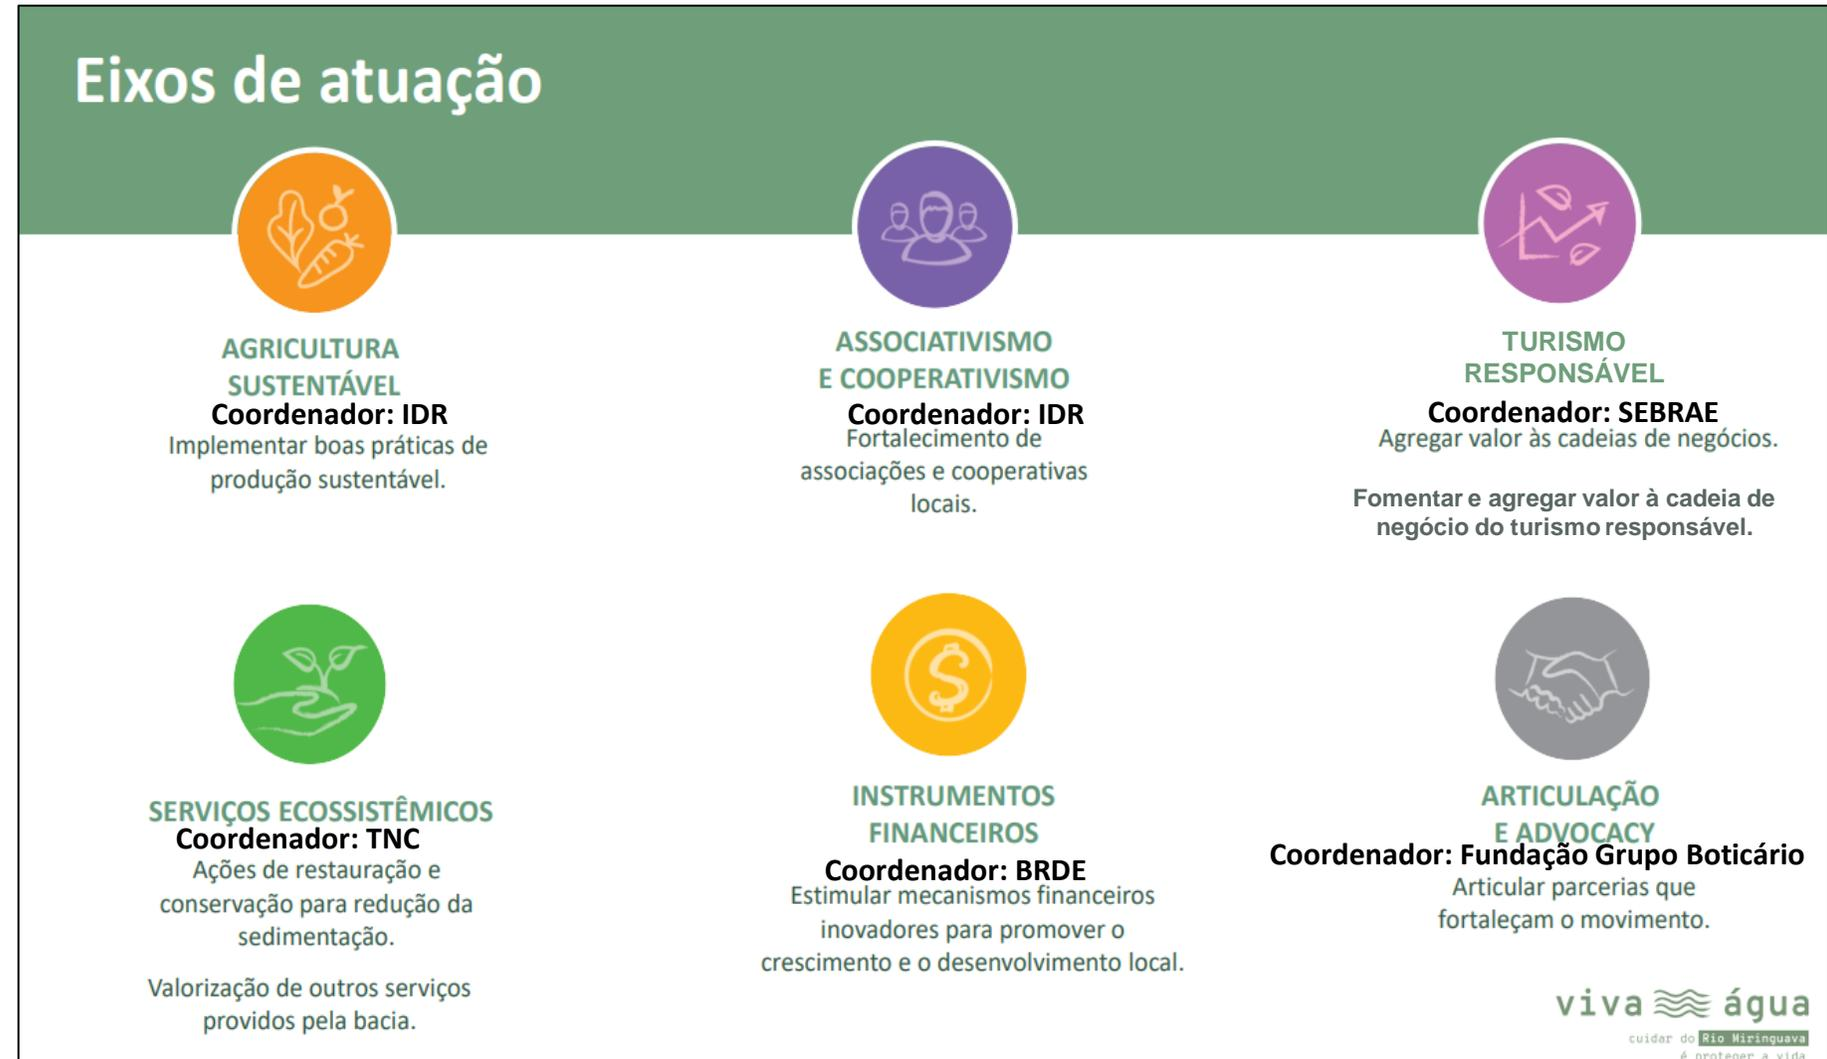 Eixos de atuação
AGRICULTURA
SUSTENTÁVEL
Coordenador: IDR
Implementar boas práticas de
produção sustentável.
ASSOCIATIVISMO
E COOPERATIVISMO
Coordenador: IDR
Fortalecimento de
associações e cooperativas
locais.
TURISMO
RESPONSÁVEL
Coordenador: SEBRAE
Agregar valor às cadeias de negócios.
Fomentar e agregar valor à cadeia de
negócio do turismo responsável.
SERVIÇOS ECOSSISTÊMICOS
Coordenador: TNC
Ações de restauração e
conservação para redução da
sedimentação.
Valorização de outros serviços
providos pela bacia.
INSTRUMENTOS
FINANCEIROS
Coordenador: BRDE
Estimular mecanismos financeiros
inovadores para promover o
crescimento e o desenvolvimento local.
ARTICULAÇÃO
E ADVOCACY
Coordenador: Fundação Grupo Boticário
Articular parcerias que
fortaleçam o movimento.
viva água
cuidar do Rio Miringuava
é proteger a vida